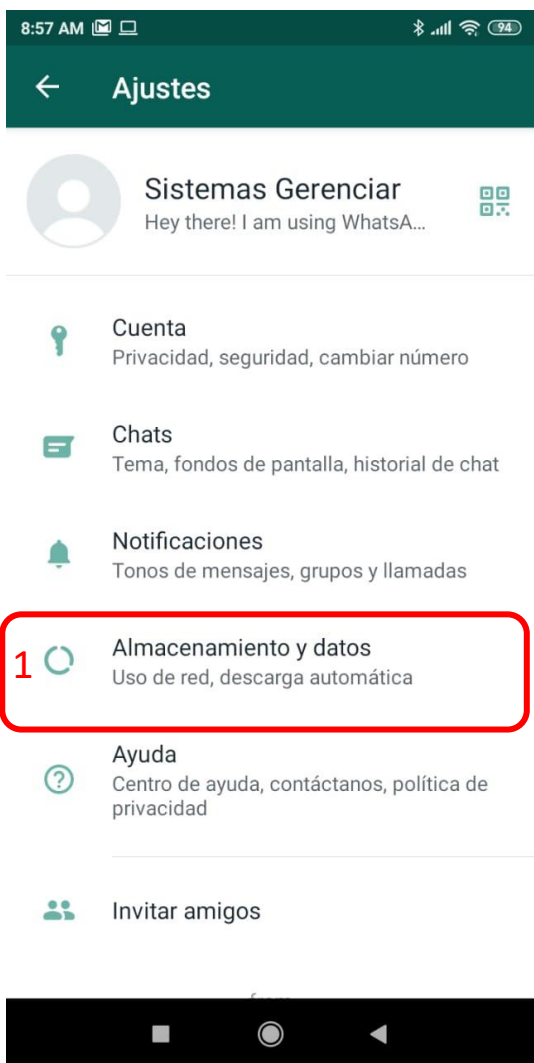 8:57 AM
94
Ajustes
Sistemas Gerenciar
Hey there! I am using WhatsA...
Cuenta
Privacidad, seguridad, cambiar número
Chats
Tema, fondos de pantalla, historial de chat
Notificaciones
Tonos de mensajes, grupos y llamadas
1
Almacenamiento y datos
Uso de red, descarga automática
Ayuda
Centro de ayuda, contáctanos, política de
privacidad
Invitar amigos